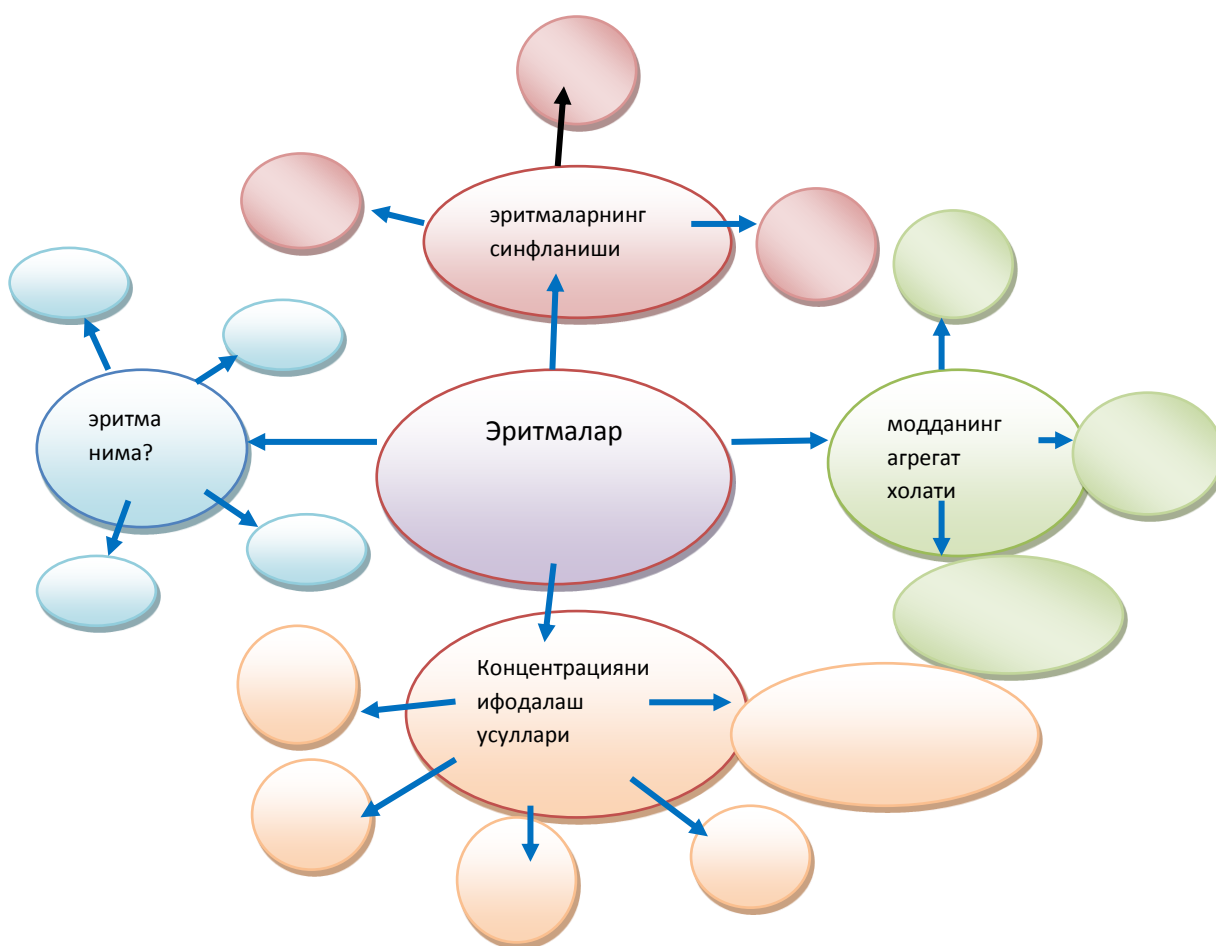 эритмаларнинг
синфланиши
эритма
нима?
Эритмалар
модданинг
агрегат
холати
Концентрацияни
ифодалаш
усуллари